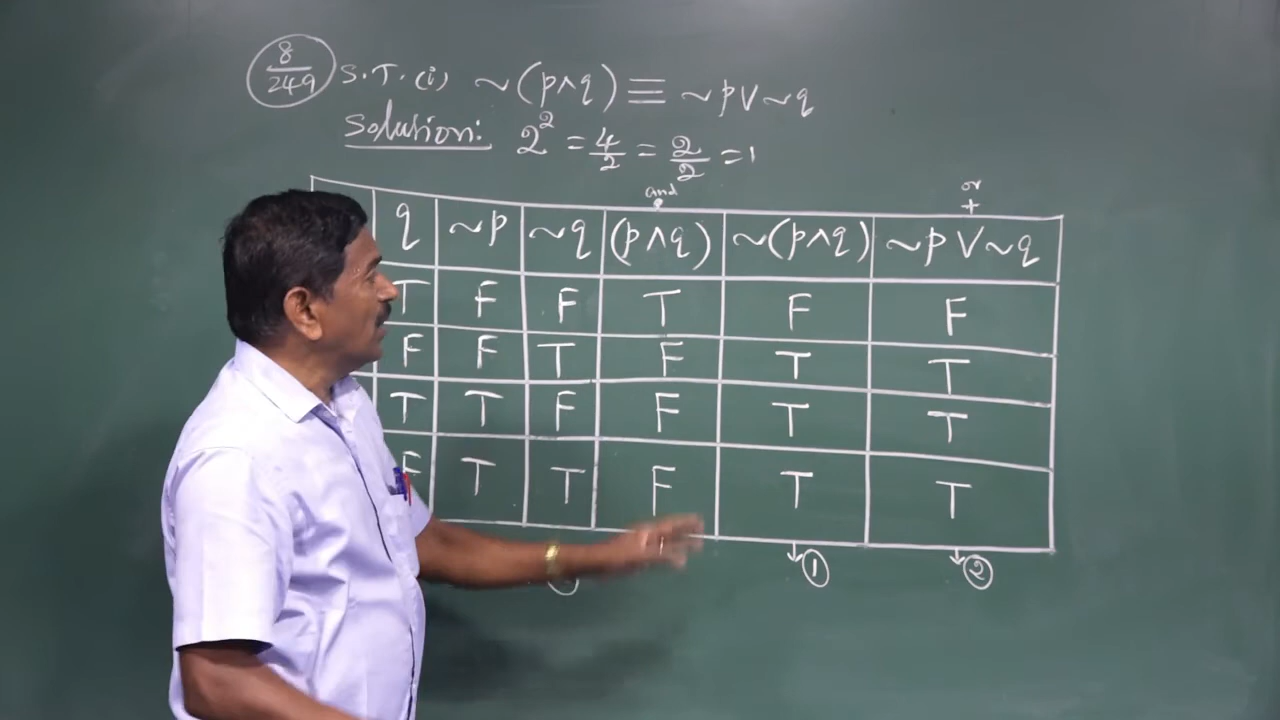 8/249 S.T. (i) ~(p∧q) ≡ ~p∨~q
Solution: 2² = 4/2 = 2/2 = 1
and or
• +
q ~p ~q (p∧q) ~(p∧q) ~p∨~q
T F F T F F
F F T F T T
T T F F T T
F T T F T T
↓① ↓②